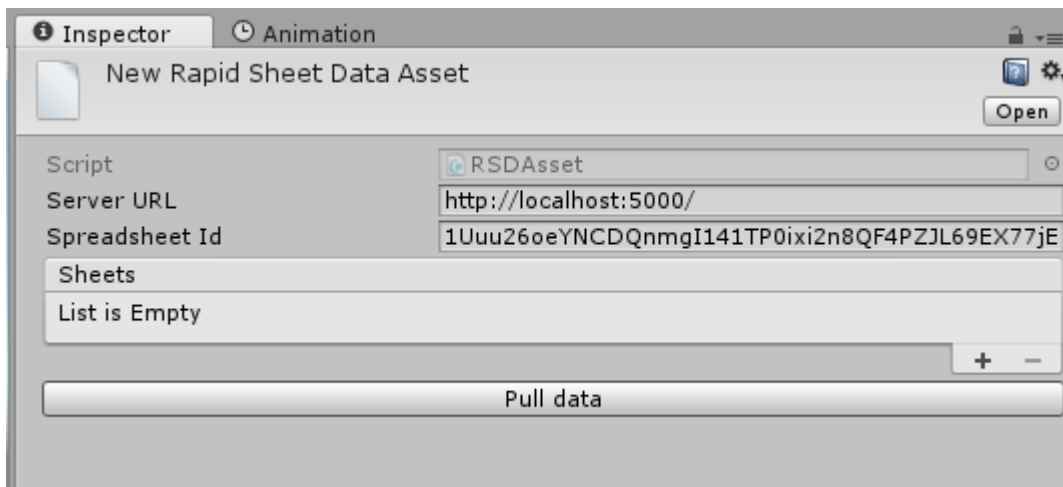 Inspector Animation
New Rapid Sheet Data Asset
Open
Script RSDAsset
Server URL http://localhost:5000/
Spreadsheet Id 1Uuu26oeYNCDQnmgI141TP0ixi2n8QF4PZJL69EX77jE
Sheets
List is Empty
Pull data